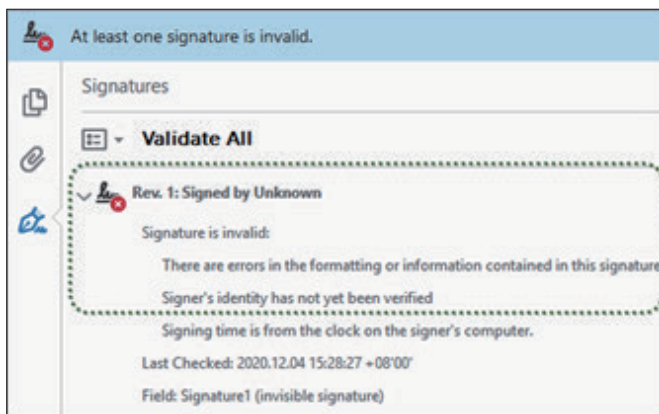 At least one signature is invalid.
Signatures
Validate All
Rev. 1: Signed by Unknown
Signature is invalid:
There are errors in the formatting or information contained in this signature
Signer's identity has not yet been verified
Signing time is from the clock on the signer's computer.
Last Checked: 2020.12.04 15:28:27 +08'00'
Field: Signature1 (invisible signature)